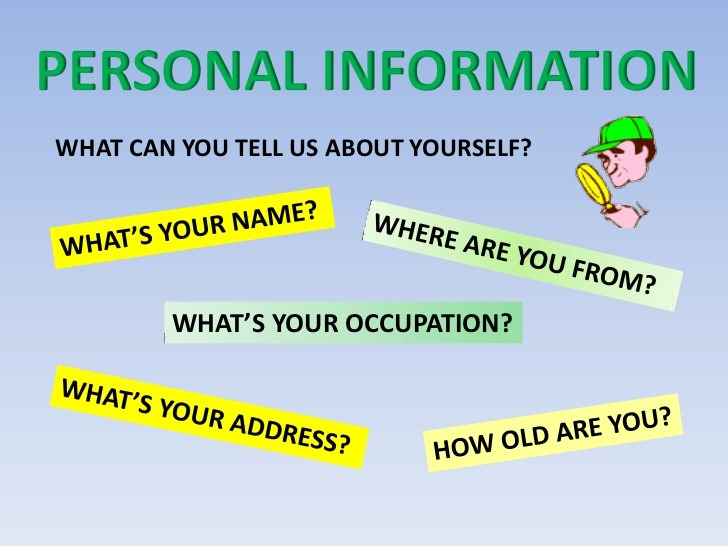 PERSONAL INFORMATION
WHAT CAN YOU TELL US ABOUT YOURSELF?
WHAT’S YOUR NAME?
WHERE ARE YOU FROM?
WHAT’S YOUR OCCUPATION?
WHAT’S YOUR ADDRESS?
HOW OLD ARE YOU?